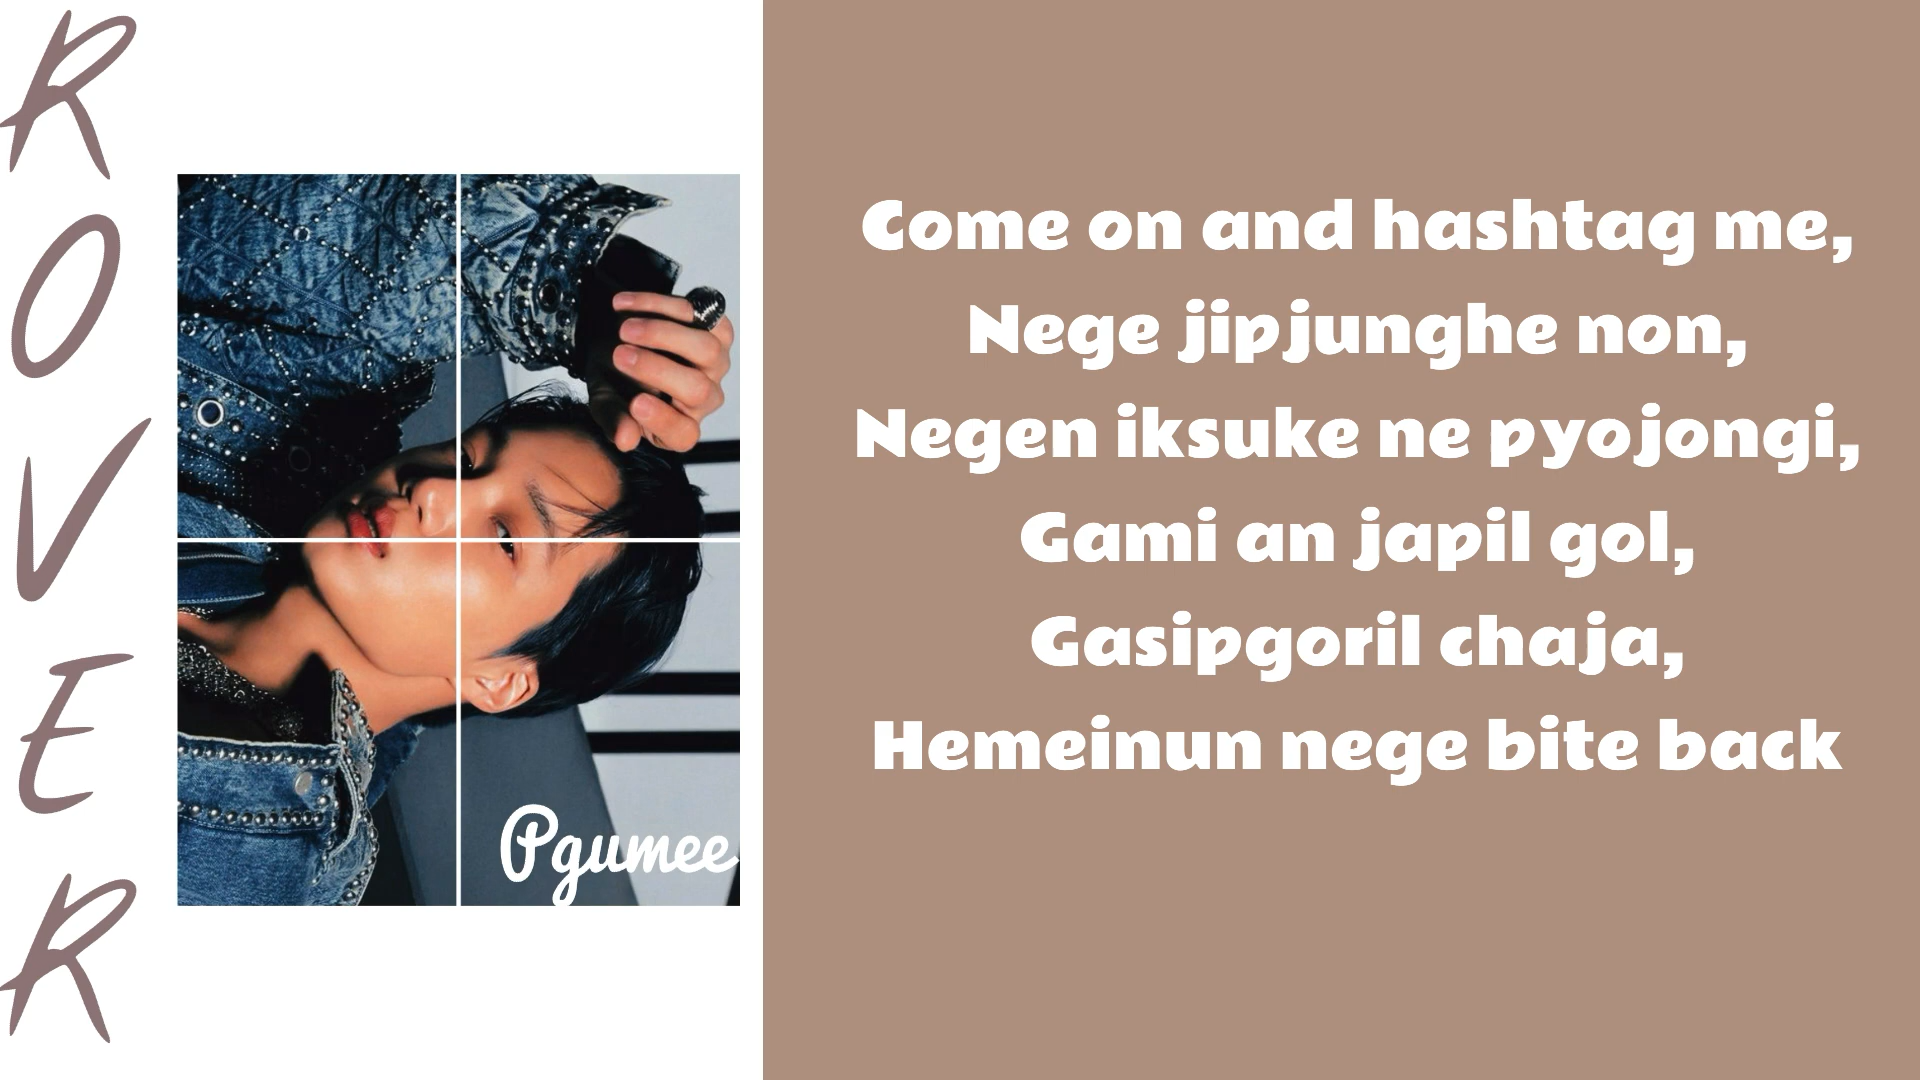 ROVER
Pgumee
Come on and hashtag me,
Nege jipjunghe non,
Negen iksuke ne pyojongi,
Gami an japil gol,
Gasipgoril chaja,
Hemeinun nege bite back